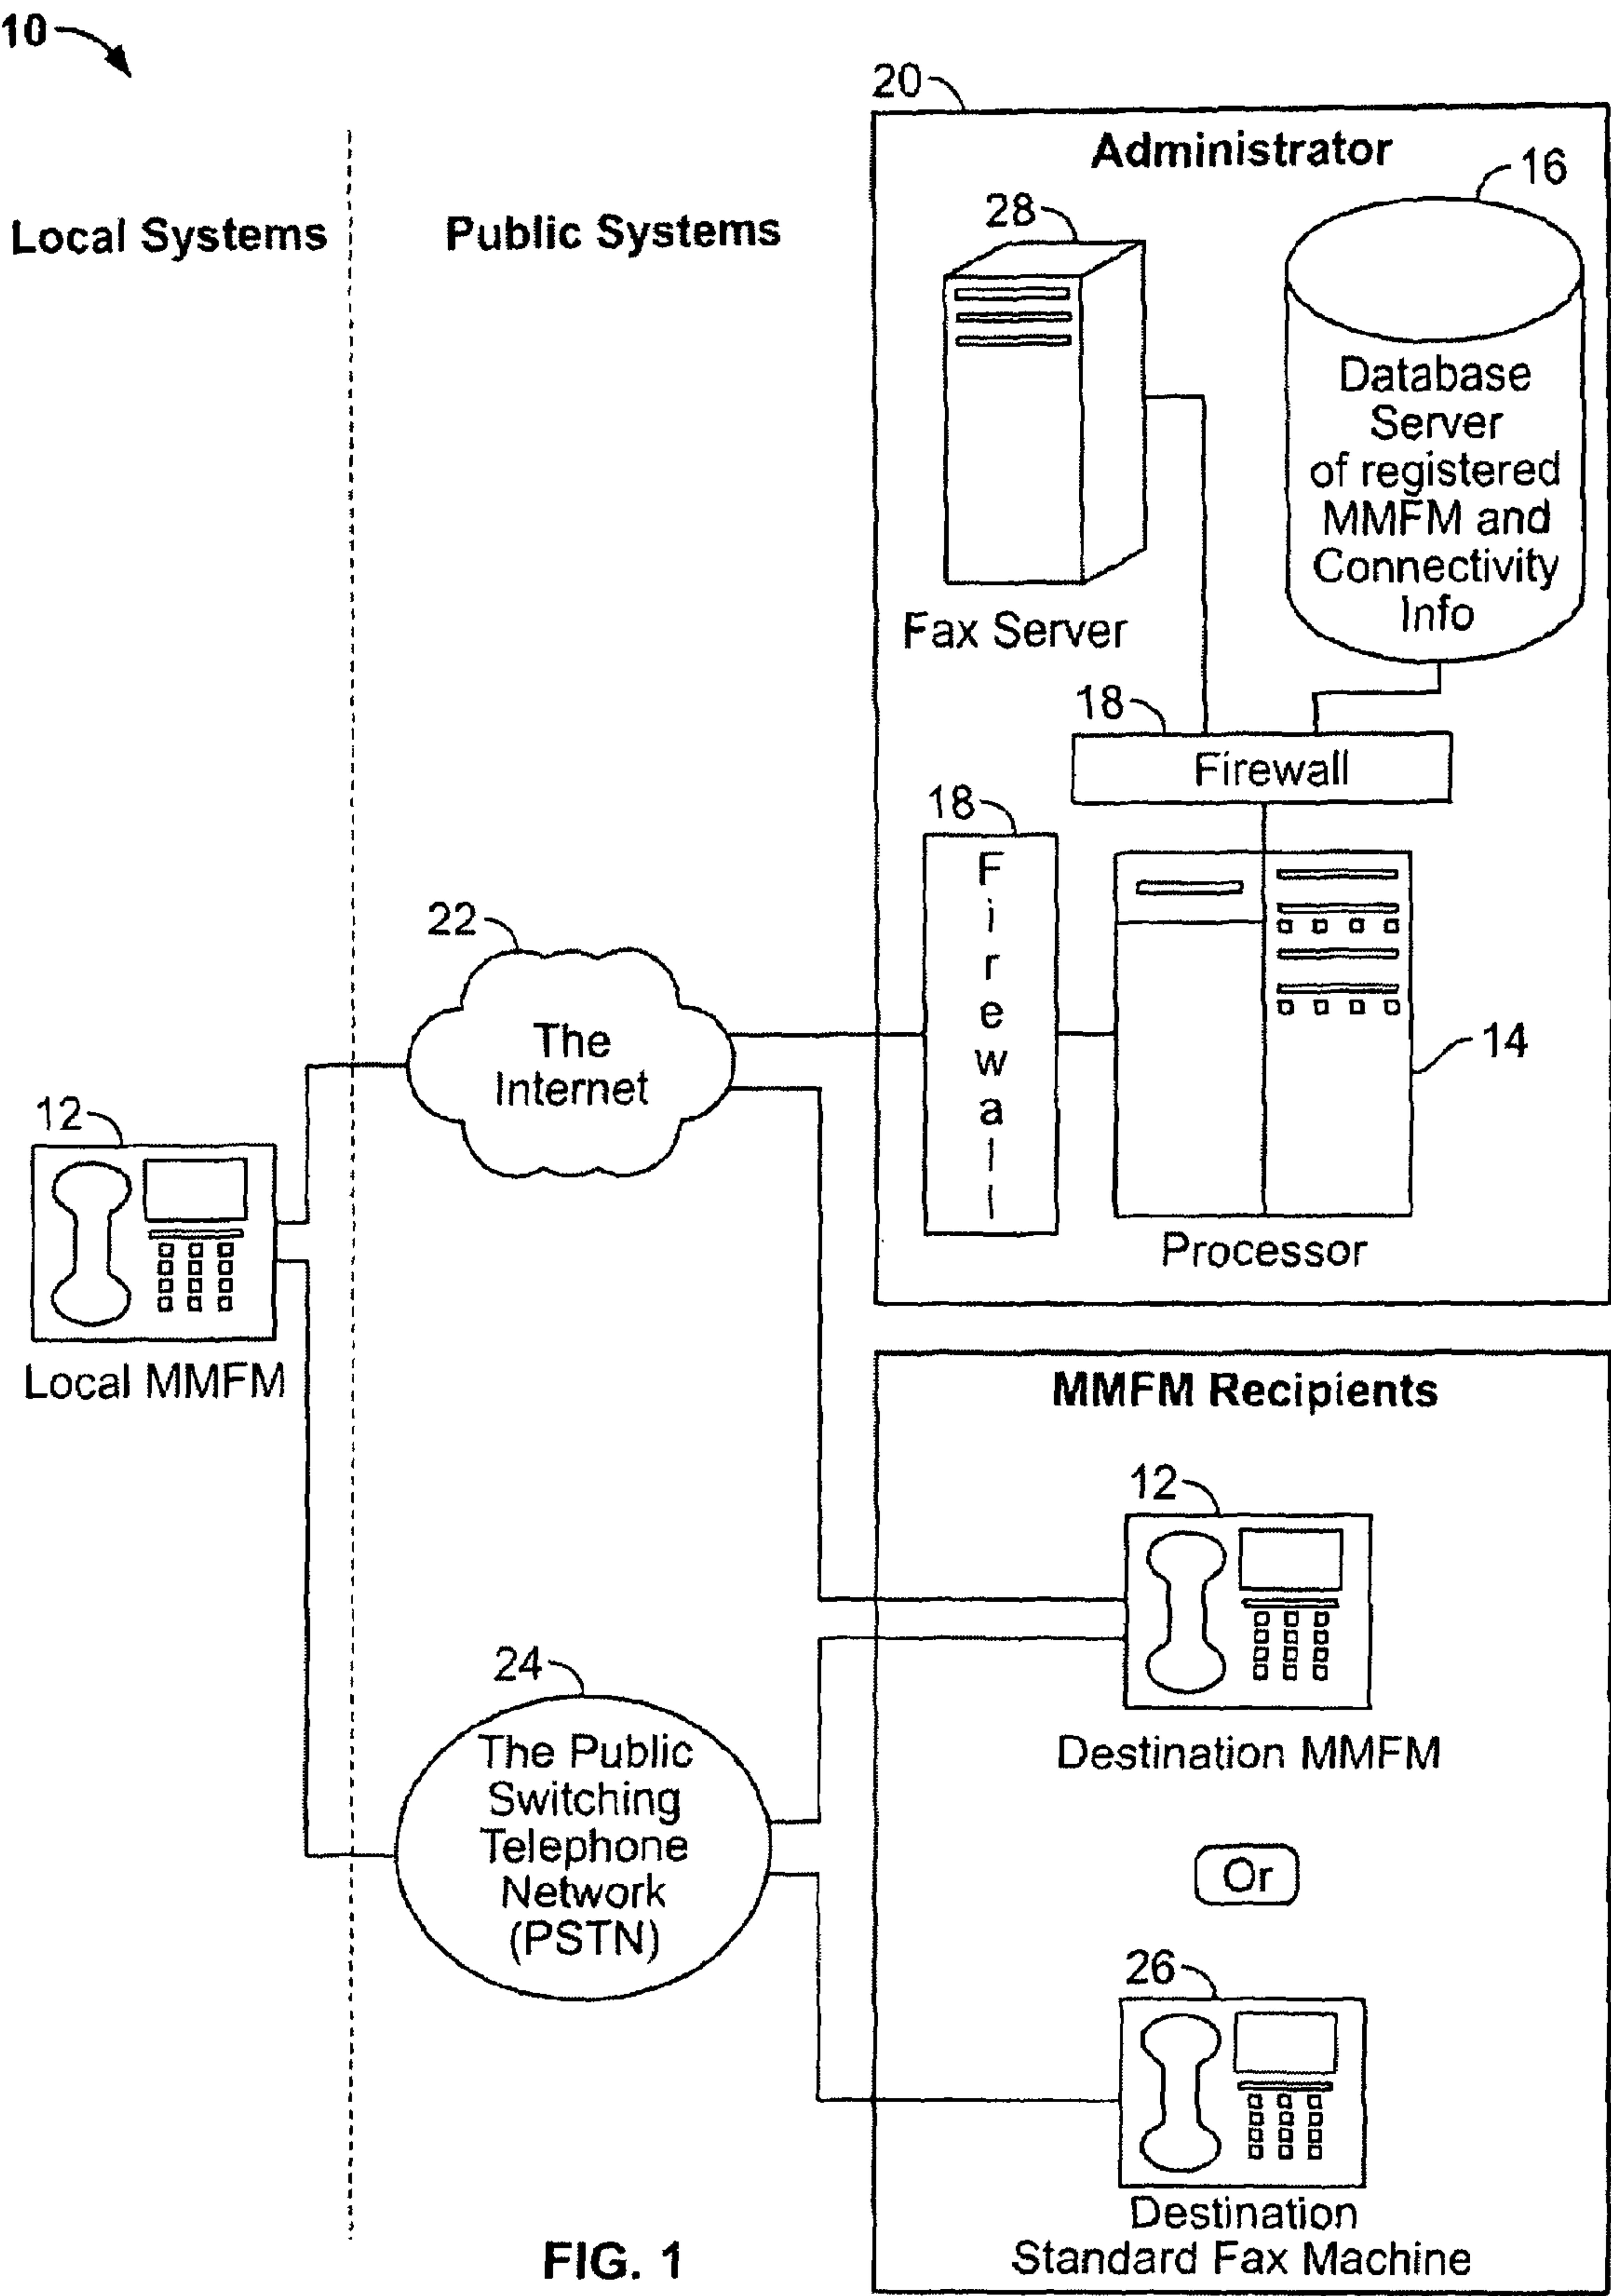 10
20
Administrator
16
28
Local Systems
Public Systems
Database
Server
of registered
MMFM and
Connectivity
Info
Fax Server
18
Firewall
18
F
i
r
e
w
a
l
l
22
The
Internet
14
12
Processor
Local MMFM
MMFM Recipients
12
24
The Public
Switching
Telephone
Network
(PSTN)
Destination MMFM
Or
26
Destination
Standard Fax Machine
FIG. 1